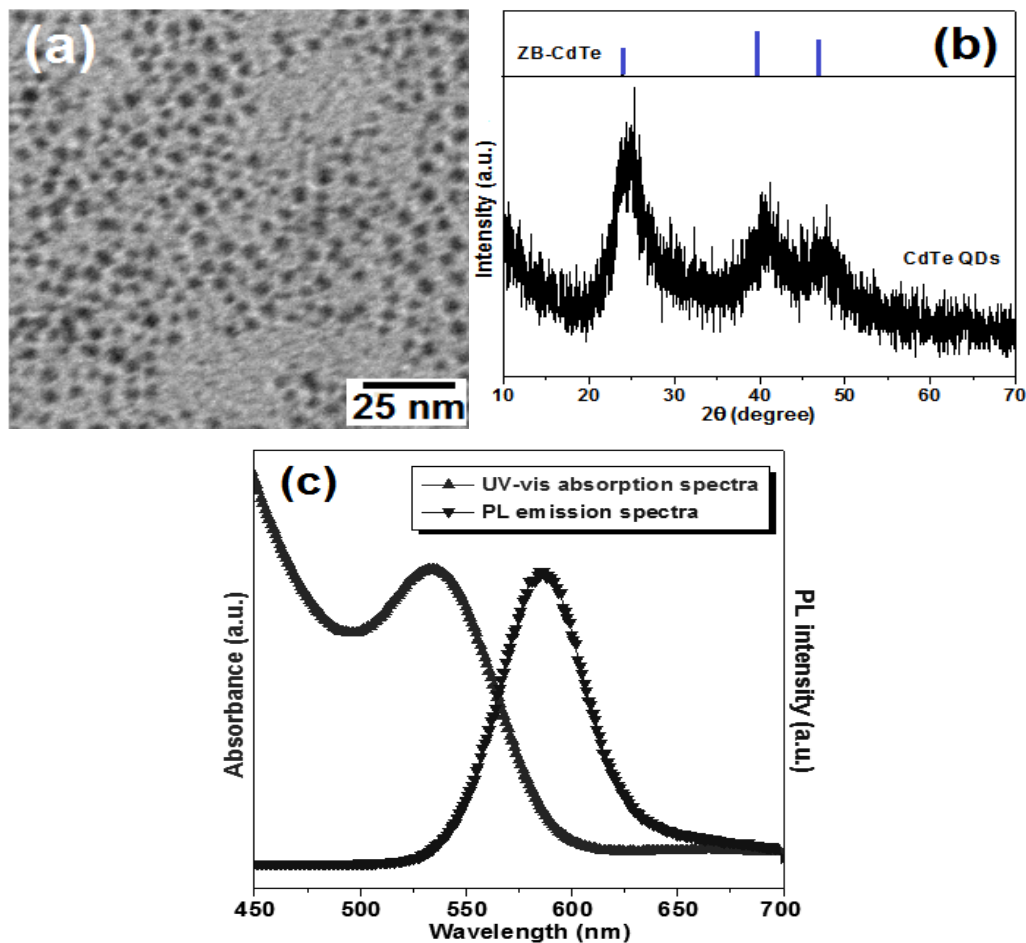 (a)
25 nm
(b)
ZB-CdTe
CdTe QDs
Intensity (a.u.)
10 20 30 40 50 60 70
2θ (degree)
(c)
UV-vis absorption spectra
PL emission spectra
Absorbance (a.u.)
PL intensity (a.u.)
450 500 550 600 650 700
Wavelength (nm)